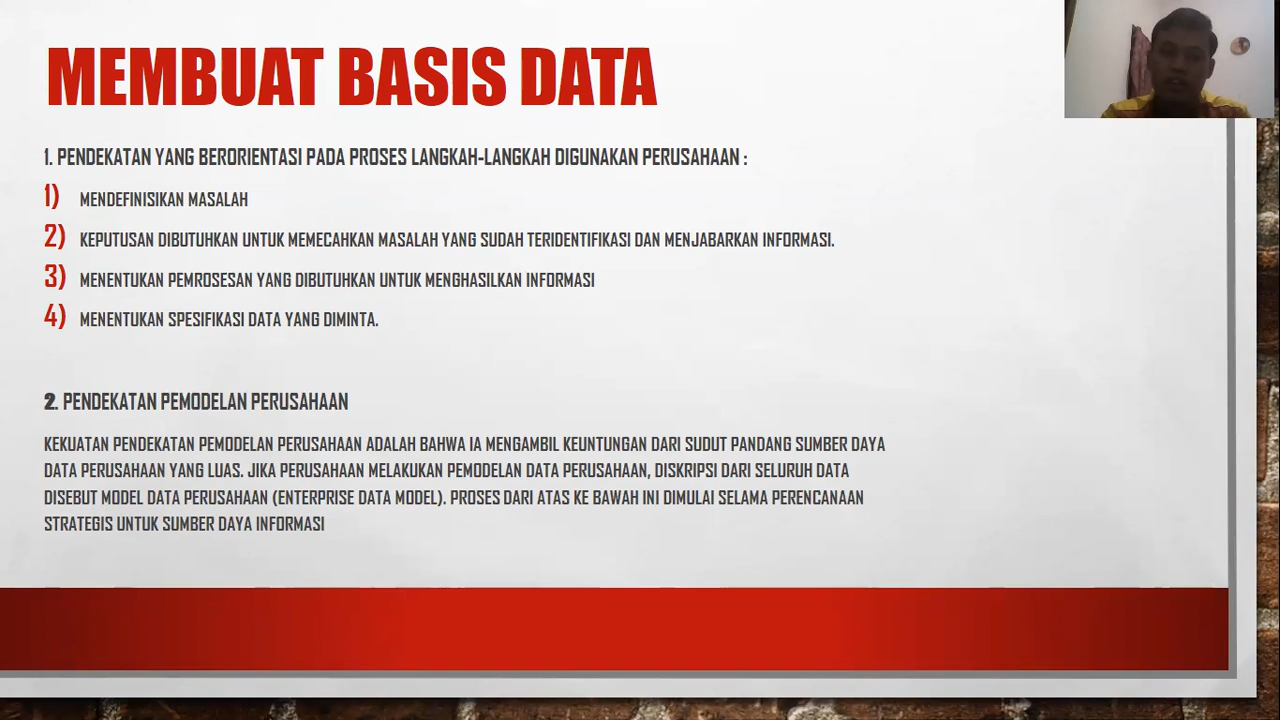 MEMBUAT BASIS DATA
1. PENDEKATAN YANG BERORIENTASI PADA PROSES LANGKAH-LANGKAH DIGUNAKAN PERUSAHAAN :
1) MENDEFINISIKAN MASALAH
2) KEPUTUSAN DIBUTUHKAN UNTUK MEMECAHKAN MASALAH YANG SUDAH TERIDENTIFIKASI DAN MENJABARKAN INFORMASI.
3) MENENTUKAN PEMROSESAN YANG DIBUTUHKAN UNTUK MENGHASILKAN INFORMASI
4) MENENTUKAN SPESIFIKASI DATA YANG DIMINTA.
2. PENDEKATAN PEMODELAN PERUSAHAAN
KEKUATAN PENDEKATAN PEMODELAN PERUSAHAAN ADALAH BAHWA IA MENGAMBIL KEUNTUNGAN DARI SUDUT PANDANG SUMBER DAYA
DATA PERUSAHAAN YANG LUAS. JIKA PERUSAHAAN MELAKUKAN PEMODELAN DATA PERUSAHAAN, DISKRIPSI DARI SELURUH DATA
DISEBUT MODEL DATA PERUSAHAAN (ENTERPRISE DATA MODEL). PROSES DARI ATAS KE BAWAH INI DIMULAI SELAMA PERENCANAAN
STRATEGIS UNTUK SUMBER DAYA INFORMASI